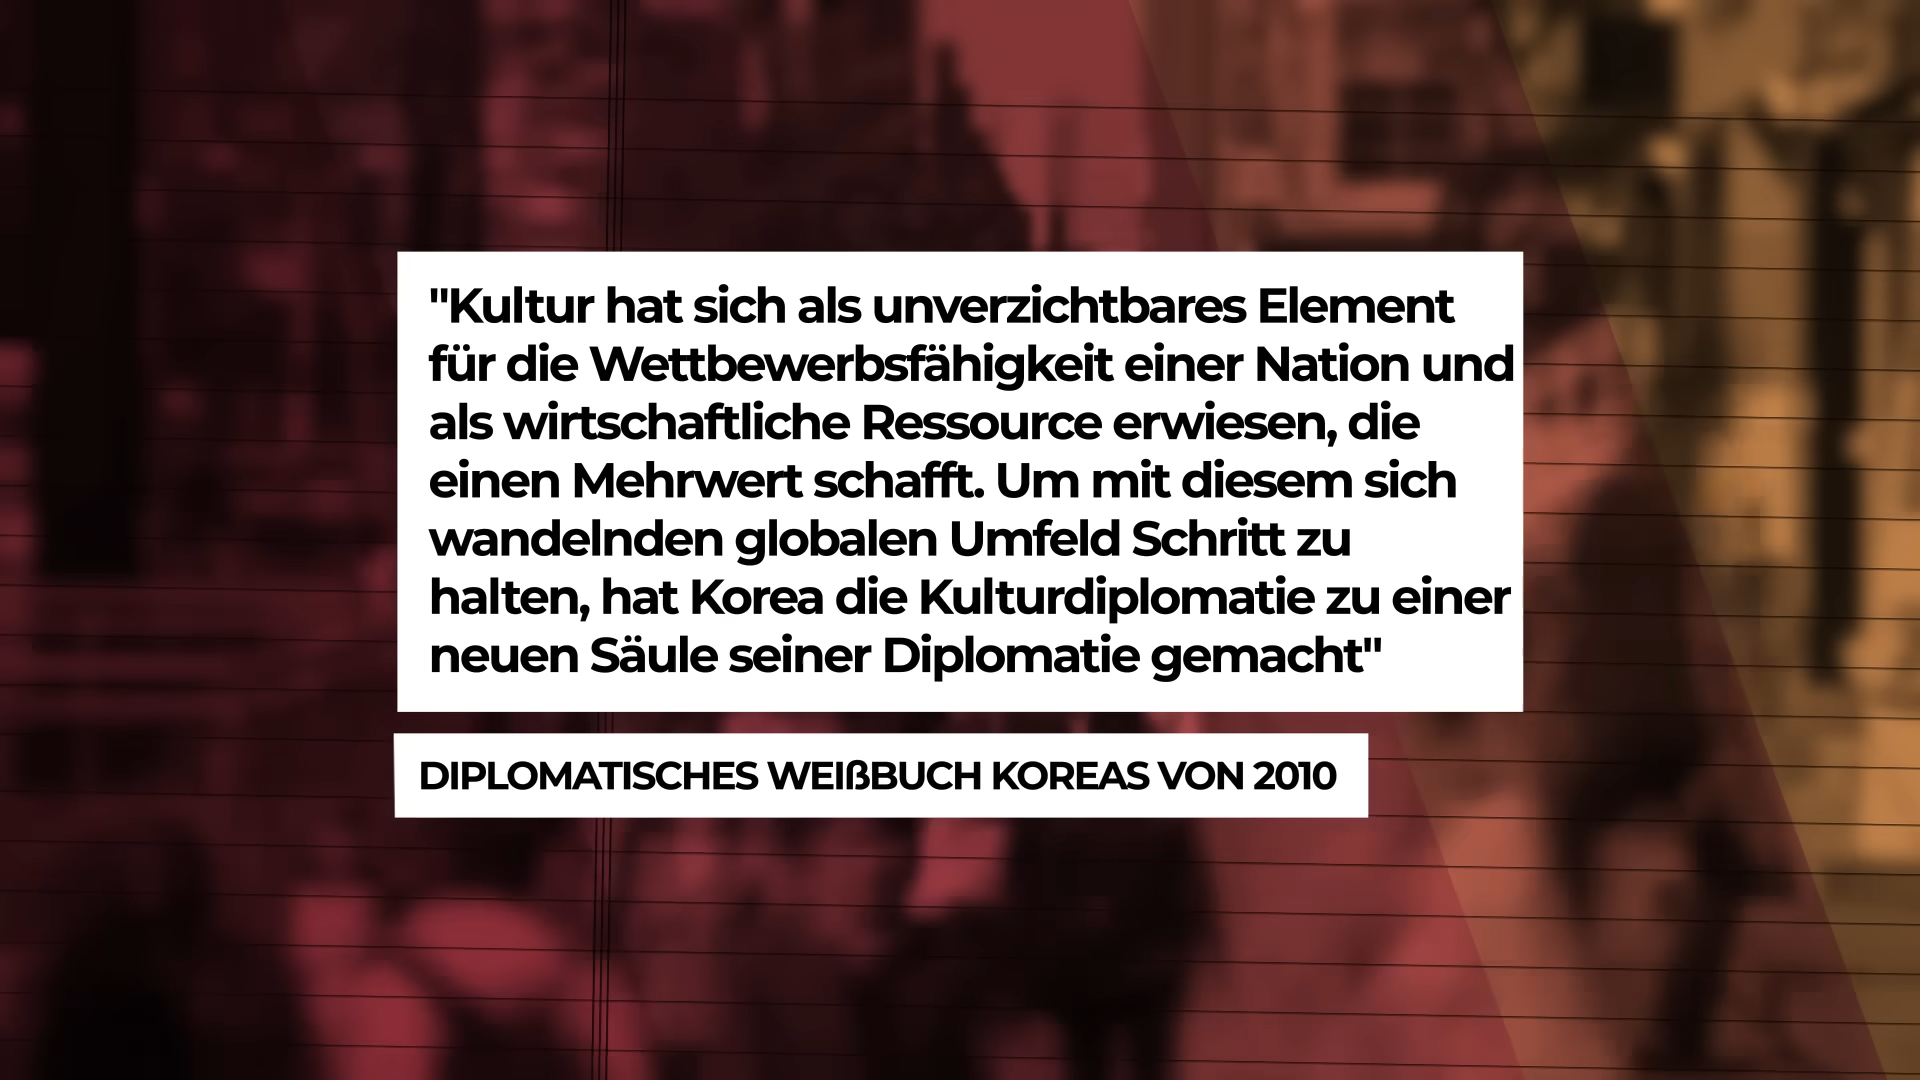 "Kultur hat sich als unverzichtbares Element
für die Wettbewerbsfähigkeit einer Nation und
als wirtschaftliche Ressource erwiesen, die
einen Mehrwert schafft. Um mit diesem sich
wandelnden globalen Umfeld Schritt zu
halten, hat Korea die Kulturdiplomatie zu einer
neuen Säule seiner Diplomatie gemacht"
DIPLOMATISCHES WEIßBUCH KOREAS VON 2010